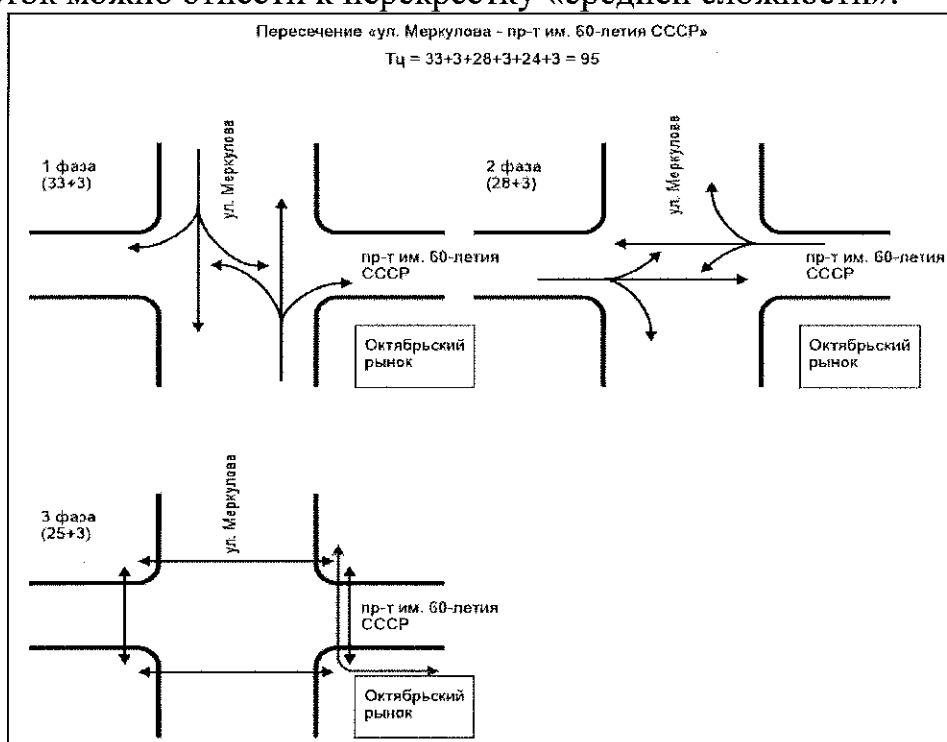 ток можно отнести к перекрестку «средней сложности».
Пересечение «ул. Меркулова - пр-т им. 60-летия СССР»
Тц = 33+3+28+3+24+3 = 95
1 фаза
(33+3)
ул. Меркулова
пр-т им. 60-летия
СССР
Октябрьский
рынок
2 фаза
(28+3)
ул. Меркулова
пр-т им. 60-летия
СССР
Октябрьский
рынок
3 фаза
(25+3)
ул. Меркулова
пр-т им. 60-летия
СССР
Октябрьский
рынок